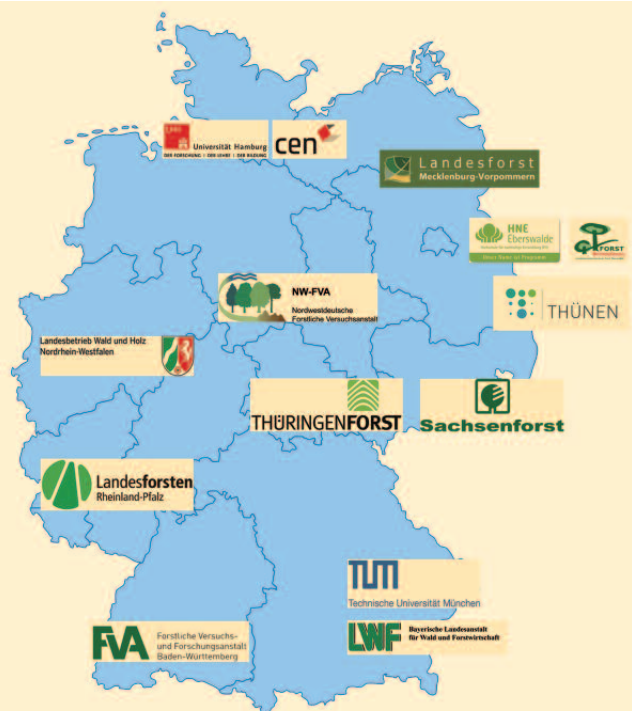 Universität Hamburg
DER FORSCHUNG | DER LEHRE | DER BILDUNG
cen
Landesforst
Mecklenburg-Vorpommern
HNE
Eberswalde
FORST
THÜNEN
NW-FVA
Nordwestdeutsche
Forstliche Versuchsanstalt
Landesbetrieb Wald und Holz
Nordrhein-Westfalen
THÜRINGENFORST
Sachsenforst
Landesforsten
Rheinland-Pfalz
TUM
Technische Universität München
LWF
Bayerische Landesanstalt
für Wald und Forstwirtschaft
FVA
Forstliche Versuchs-
und Forschungsanstalt
Baden-Württemberg